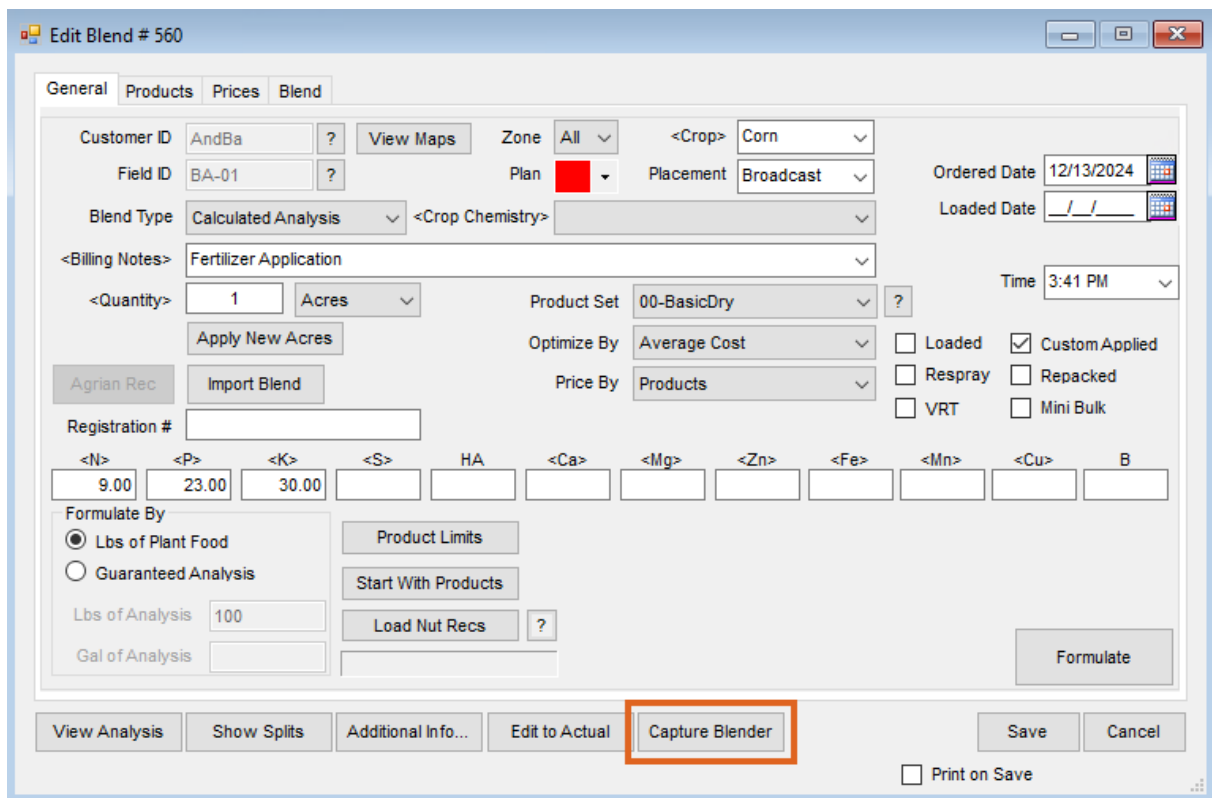 Edit Blend # 560
General Products Prices Blend
Customer ID AndBa ? View Maps Zone All <Crop> Corn
Field ID BA-01 ? Plan Placement Broadcast Ordered Date 12/13/2024
Blend Type Calculated Analysis <Crop Chemistry> Loaded Date __/__/____
<Billing Notes> Fertilizer Application
Time 3:41 PM
<Quantity> 1 Acres Product Set 00-BasicDry ?
Apply New Acres Optimize By Average Cost Loaded Custom Applied
Agrian Rec Import Blend Price By Products Respray Repacked
VRT Mini Bulk
Registration #
<N> <P> <K> <S> HA <Ca> <Mg> <Zn> <Fe> <Mn> <Cu> B
9.00 23.00 30.00
Formulate By
Lbs of Plant Food Product Limits
Guaranteed Analysis Start With Products
Lbs of Analysis 100 Load Nut Recs ?
Gal of Analysis Formulate
View Analysis Show Splits Additional Info... Edit to Actual Capture Blender Save Cancel
Print on Save